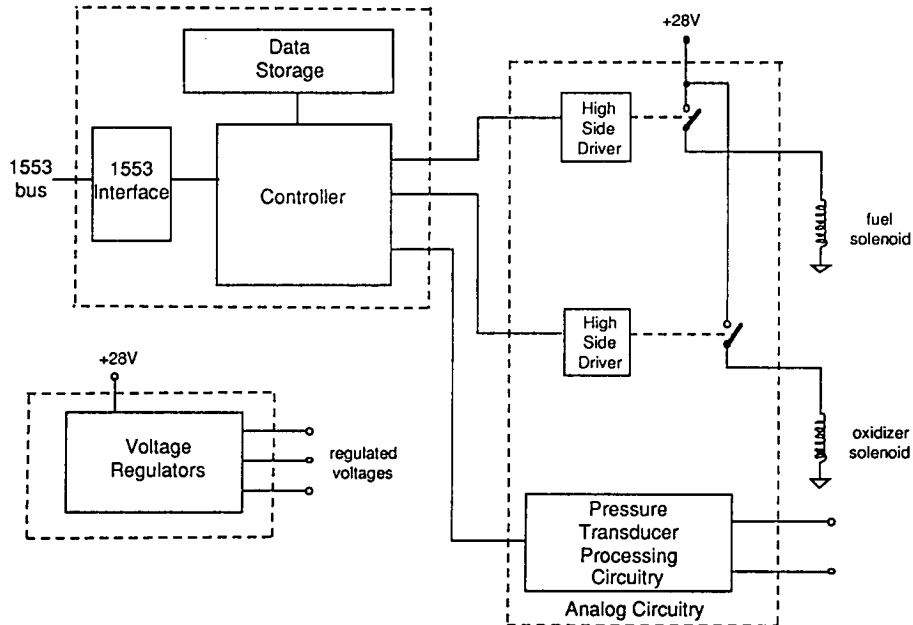 Data
Storage
+28V
High
Side
Driver
1553
bus
1553
Interface
Controller
fuel
solenoid
High
Side
Driver
+28V
Voltage
Regulators
regulated
voltages
oxidizer
solenoid
Pressure
Transducer
Processing
Circuitry
Analog Circuitry